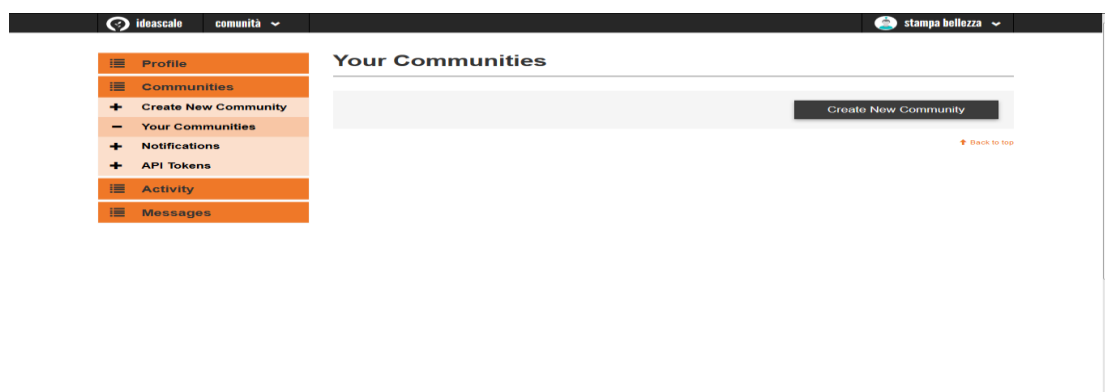 ideascale comunità stampa bellezza
Profile
Communities
Create New Community
Your Communities
Notifications
API Tokens
Activity
Messages
Your Communities
Create New Community
Back to top